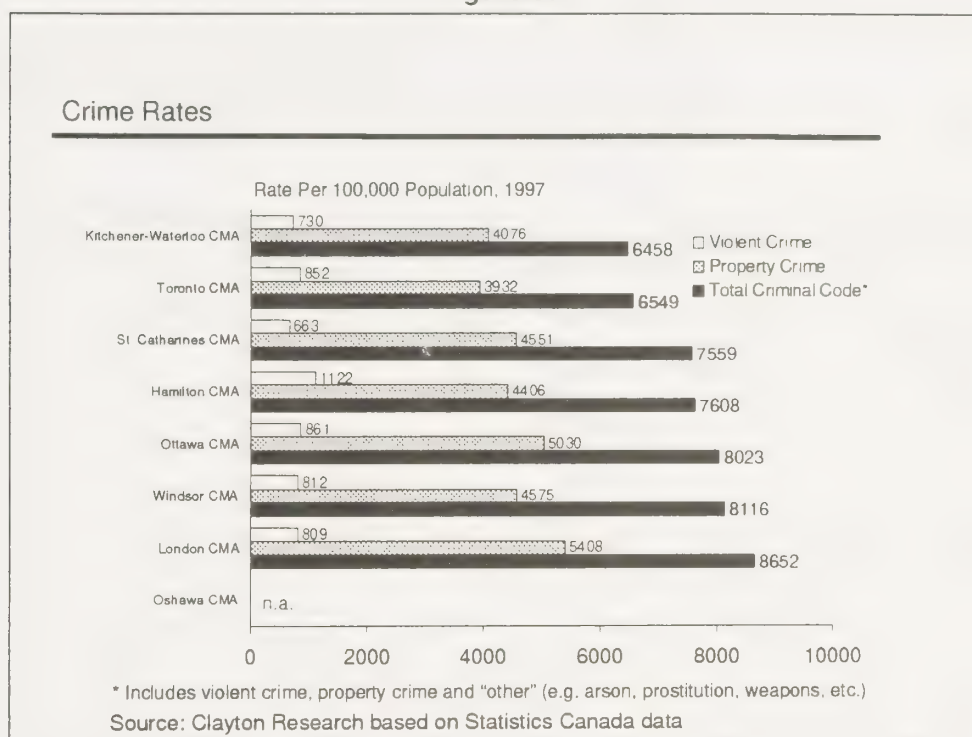 Crime Rates
Rate Per 100,000 Population, 1997
Kitchener-Waterloo CMA 730 4076 6458
Toronto CMA 852 3932 6549
St Catharines CMA 663 4551 7559
Hamilton CMA 1122 4406 7608
Ottawa CMA 861 5030 8023
Windsor CMA 812 4575 8116
London CMA 809 5408 8652
Oshawa CMA n.a.
Violent Crime
Property Crime
Total Criminal Code*
0 2000 4000 6000 8000 10000
* Includes violent crime, property crime and "other" (e.g. arson, prostitution, weapons, etc.)
Source: Clayton Research based on Statistics Canada data